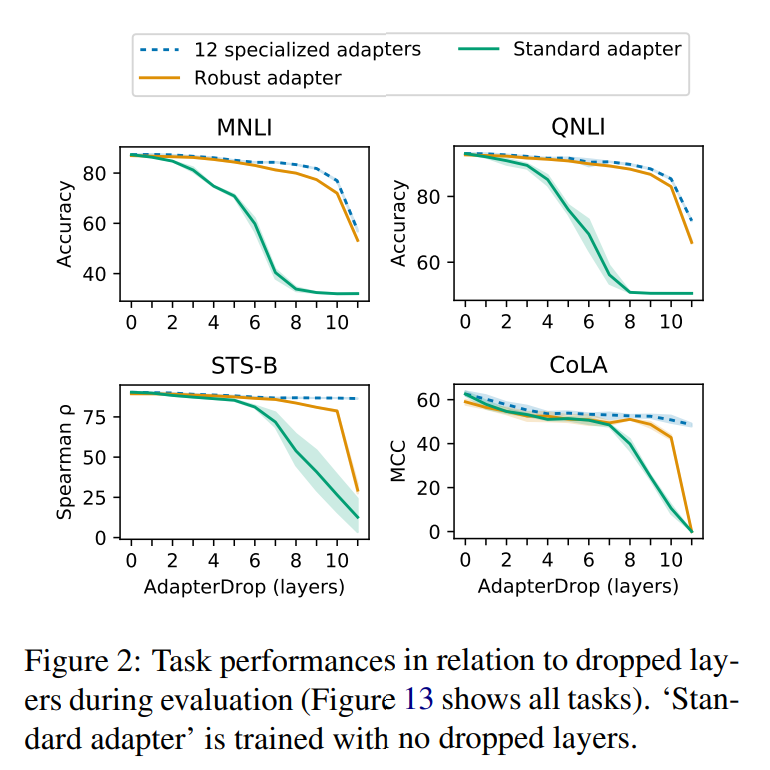 12 specialized adapters
Robust adapter
Standard adapter
MNLI
Accuracy
80
60
40
0 2 4 6 8 10
QNLI
Accuracy
80
60
0 2 4 6 8 10
STS-B
Spearman ρ
75
50
25
0
0 2 4 6 8 10
AdapterDrop (layers)
CoLA
MCC
60
40
20
0
0 2 4 6 8 10
AdapterDrop (layers)
Figure 2: Task performances in relation to dropped lay-
ers during evaluation (Figure 13 shows all tasks). ‘Stan-
dard adapter’ is trained with no dropped layers.